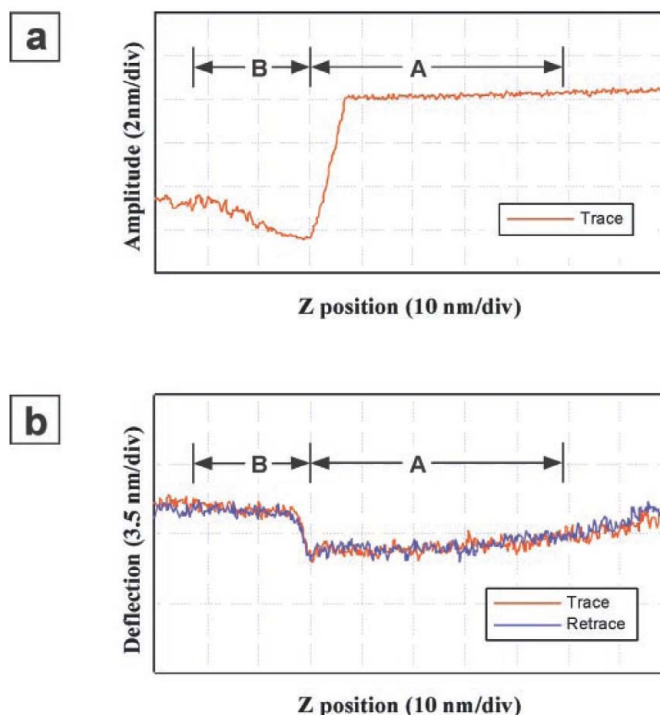 a
B
A
Amplitude (2nm/div)
Trace
Z position (10 nm/div)
b
B
A
Deflection (3.5 nm/div)
Trace
Retrace
Z position (10 nm/div)